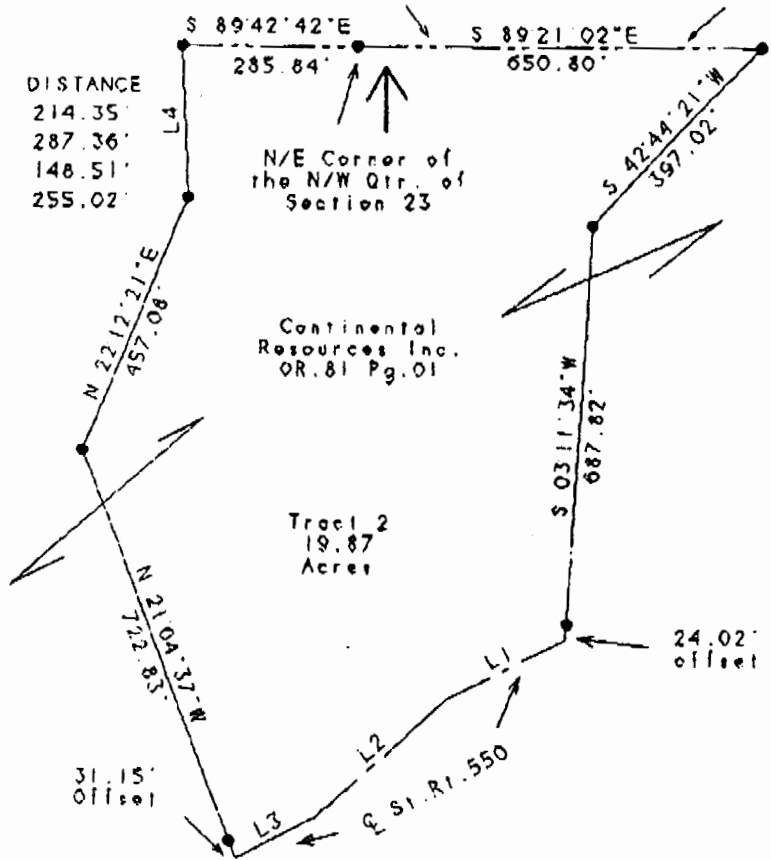 S 89°42'42"E
285.84'
S 89°21'02"E
650.80'
DISTANCE
214.35'
287.36'
148.51'
255.02'
L4
N/E Corner of
the N/W Qtr. of
Section 23
S 42°44'21"W
397.02'
N 22°12'21"E
457.08'
Continental
Resources Inc.
OR.81 Pg.01
S 03°11'34"W
687.82'
Tract 2
19.87
Acres
N 21°04'37"W
722.83'
24.02'
offset
L1
L2
L3
℄ St.Rt.550
31.15'
Offset